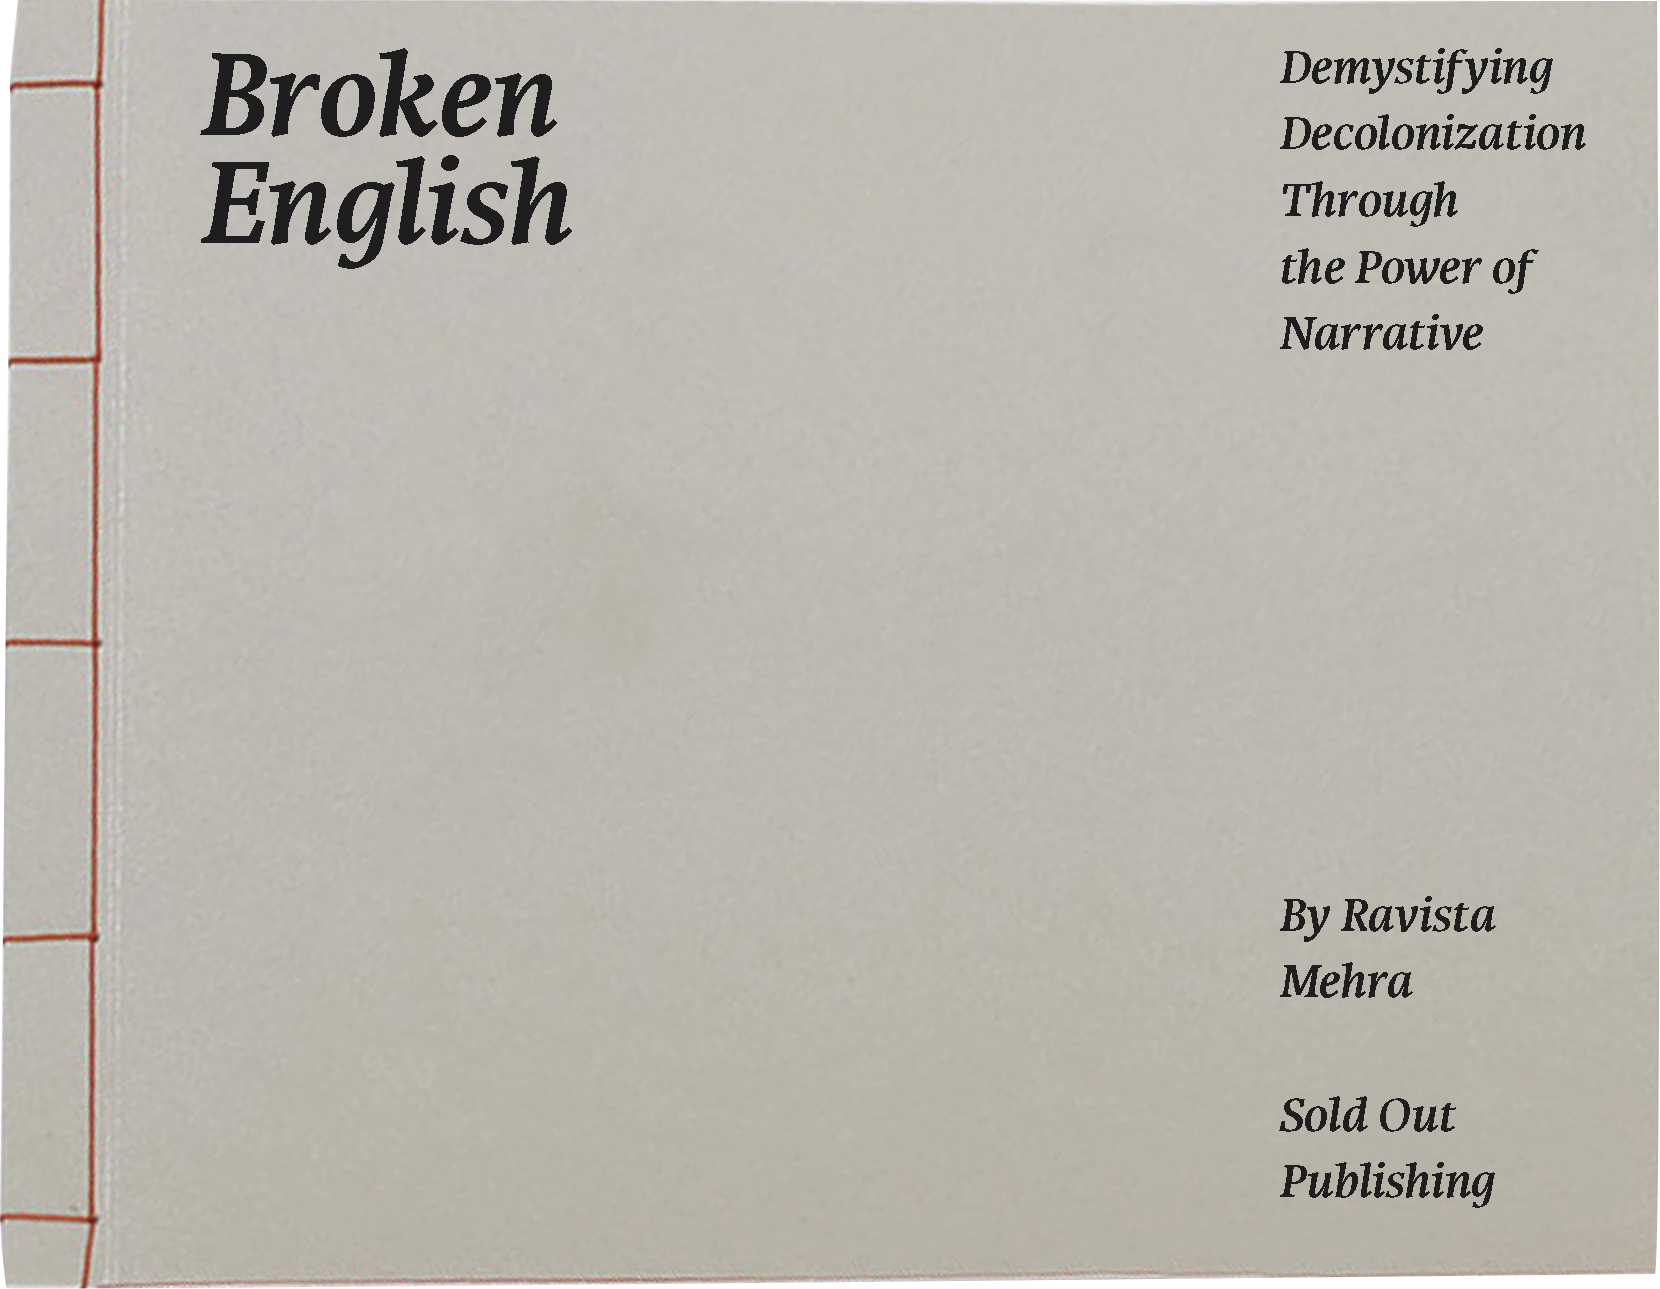 Broken
English
Demystifying
Decolonization
Through
the Power of
Narrative
By Ravista
Mehra
Sold Out
Publishing